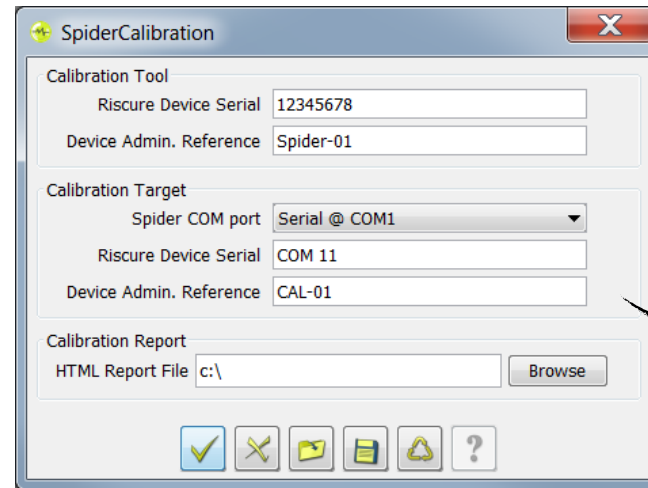 SpiderCalibration
Calibration Tool
Riscure Device Serial 12345678
Device Admin. Reference Spider-01
Calibration Target
Spider COM port Serial @ COM1
Riscure Device Serial COM 11
Device Admin. Reference CAL-01
Calibration Report
HTML Report File c:\ Browse
?